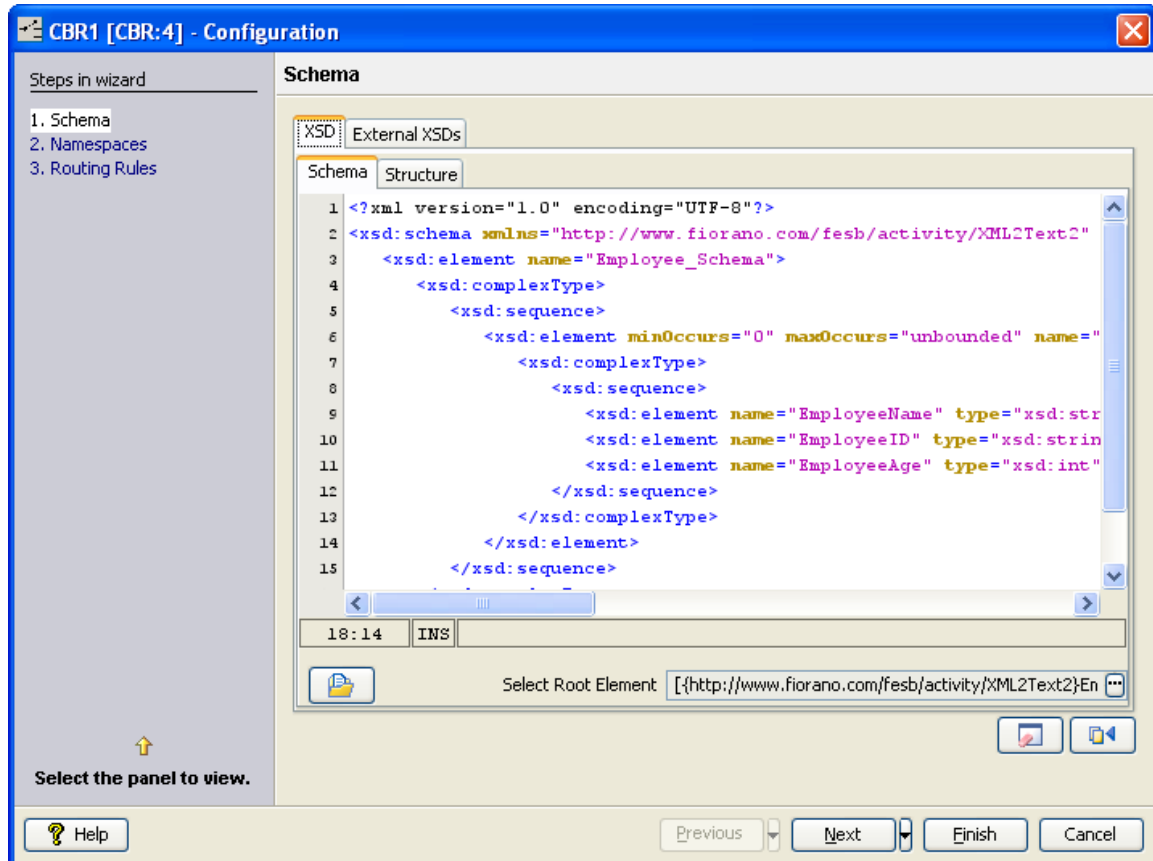 CBR1 [CBR:4] - Configuration
Steps in wizard
1. Schema
2. Namespaces
3. Routing Rules
Select the panel to view.
Schema
XSD External XSDs
Schema Structure
1 <?xml version="1.0" encoding="UTF-8"?>
2 <xsd:schema xmlns="http://www.fiorano.com/fesb/activity/XML2Text2"
3 <xsd:element name="Employee_Schema">
4 <xsd:complexType>
5 <xsd:sequence>
6 <xsd:element minOccurs="0" maxOccurs="unbounded" name="
7 <xsd:complexType>
8 <xsd:sequence>
9 <xsd:element name="EmployeeName" type="xsd:str
10 <xsd:element name="EmployeeID" type="xsd:strin
11 <xsd:element name="EmployeeAge" type="xsd:int"
12 </xsd:sequence>
13 </xsd:complexType>
14 </xsd:element>
15 </xsd:sequence>
18:14 INS
Select Root Element [{http://www.fiorano.com/fesb/activity/XML2Text2}En ...
Help Previous Next Finish Cancel